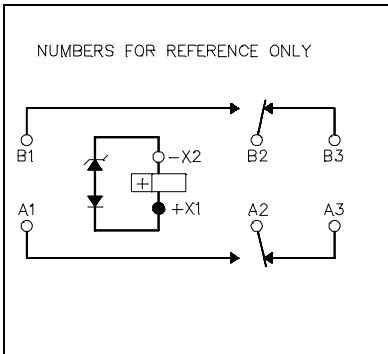 NUMBERS FOR REFERENCE ONLY
B1 -X2 B2 B3
+
A1 +X1 A2 A3